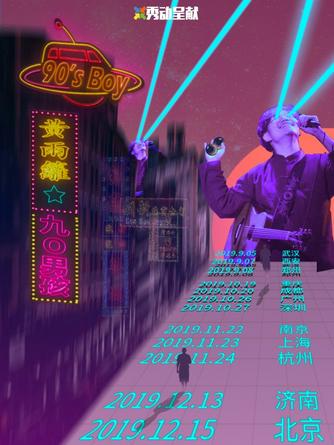 秀动呈献
90's Boy
黄雨篱
☆
九0男孩
2019.9.05 武汉
2019.9.07 西安
2019.9.08 郑州
2019.10.19 重庆
2019.10.20 成都
2019.10.26 广州
2019.10.27 深圳
2019.11.22 南京
2019.11.23 上海
2019.11.24 杭州
2019.12.13 济南
2019.12.15 北京